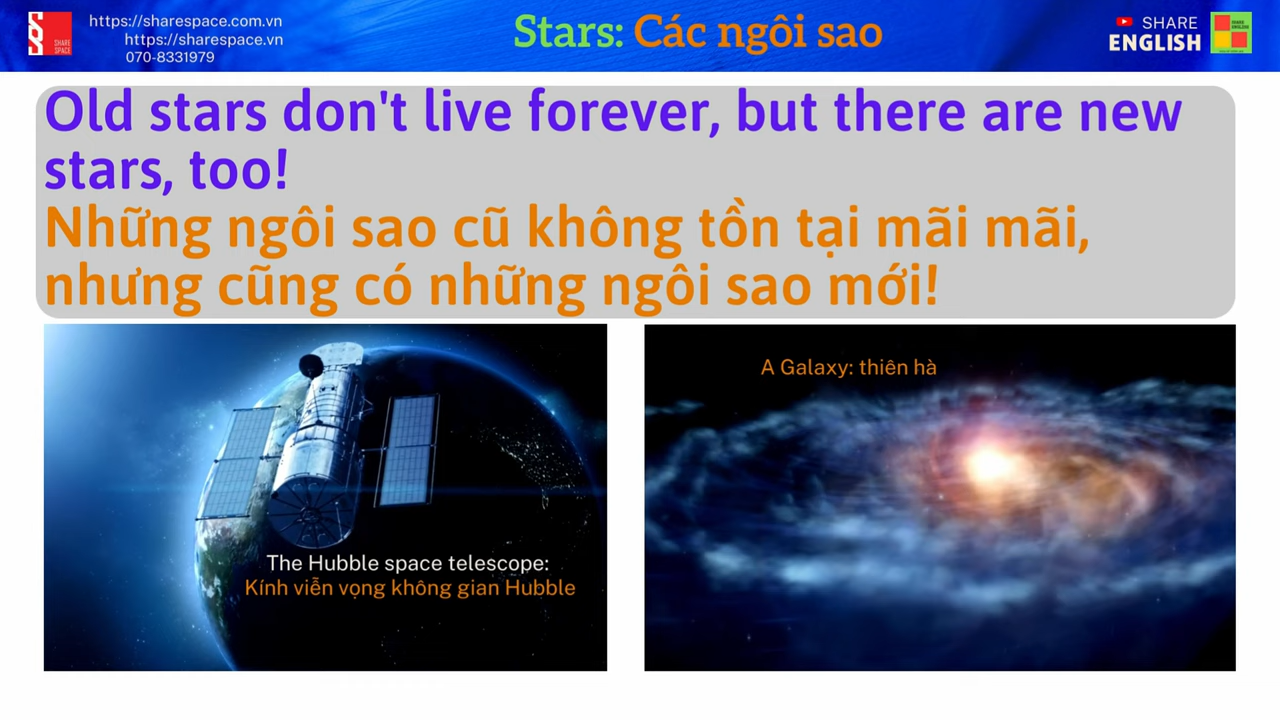 https://sharespace.com.vn
https://sharespace.vn
070-8331979
SHARE
SPACE
Stars: Các ngôi sao
SHARE
ENGLISH
Old stars don't live forever, but there are new
stars, too!
Những ngôi sao cũ không tồn tại mãi mãi,
nhưng cũng có những ngôi sao mới!
The Hubble space telescope:
Kính viễn vọng không gian Hubble
A Galaxy: thiên hà